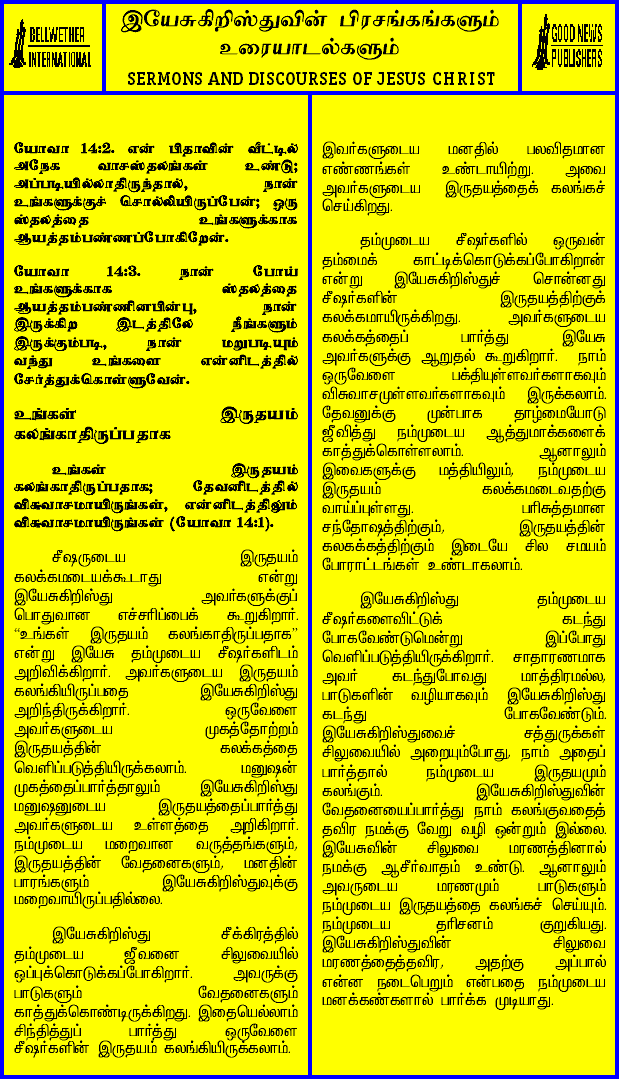 BELLWETHER
INTERNATIONAL
இயேசுகிறிஸ்துவின் பிரசங்கங்களும்
உரையாடல்களும்
SERMONS AND DISCOURSES OF JESUS CHRIST
GOOD NEWS
PUBLISHERS
யோவா 14:2. என் பிதாவின் வீட்டில்
அநேக வாசஸ்தலங்கள் உண்டு;
அப்படியில்லாதிருந்தால், நான்
உங்களுக்குச் சொல்லியிருப்பேன்; ஒரு
ஸ்தலத்தை உங்களுக்காக
ஆயத்தம்பண்ணப்போகிறேன்.
யோவா 14:3. நான் போய்
உங்களுக்காக ஸ்தலத்தை
ஆயத்தம்பண்ணினபின்பு, நான்
இருக்கிற இடத்திலே நீங்களும்
இருக்கும்படி, நான் மறுபடியும்
வந்து உங்களை என்னிடத்தில்
சேர்த்துக்கொள்ளுவேன்.
உங்கள் இருதயம்
கலங்காதிருப்பதாக
உங்கள் இருதயம்
கலங்காதிருப்பதாக; தேவனிடத்தில்
விசுவாசமாயிருங்கள், என்னிடத்திலும்
விசுவாசமாயிருங்கள் (யோவா 14:1).
சீஷருடைய இருதயம்
கலக்கமடையக்கூடாது என்று
இயேசுகிறிஸ்து அவர்களுக்குப்
பொதுவான எச்சரிப்பைக் கூறுகிறார்.
“உங்கள் இருதயம் கலங்காதிருப்பதாக”
என்று இயேசு தம்முடைய சீஷர்களிடம்
அறிவிக்கிறார். அவர்களுடைய இருதயம்
கலங்கியிருப்பதை இயேசுகிறிஸ்து
அறிந்திருக்கிறார். ஒருவேளை
அவர்களுடைய முகத்தோற்றம்
இருதயத்தின் கலக்கத்தை
வெளிப்படுத்தியிருக்கலாம். மனுஷன்
முகத்தைப்பார்த்தாலும் இயேசுகிறிஸ்து
மனுஷனுடைய இருதயத்தைப்பார்த்து
அவர்களுடைய உள்ளத்தை அறிகிறார்.
நம்முடைய மறைவான வருத்தங்களும்,
இருதயத்தின் வேதனைகளும், மனதின்
பாரங்களும் இயேசுகிறிஸ்துவுக்கு
மறைவாயிருப்பதில்லை.
இயேசுகிறிஸ்து சீக்கிரத்தில்
தம்முடைய ஜீவனை சிலுவையில்
ஒப்புக்கொடுக்கப்போகிறார். அவருக்கு
பாடுகளும் வேதனைகளும்
காத்துக்கொண்டிருக்கிறது. இதையெல்லாம்
சிந்தித்துப் பார்த்து ஒருவேளை
சீஷர்களின் இருதயம் கலங்கியிருக்கலாம்.
இவர்களுடைய மனதில் பலவிதமான
எண்ணங்கள் உண்டாயிற்று. அவை
அவர்களுடைய இருதயத்தைக் கலங்கச்
செய்கிறது.
தம்முடைய சீஷர்களில் ஒருவன்
தம்மைக் காட்டிக்கொடுக்கப்போகிறான்
என்று இயேசுகிறிஸ்துச் சொன்னது
சீஷர்களின் இருதயத்திற்குக்
கலக்கமாயிருக்கிறது. அவர்களுடைய
கலக்கத்தைப் பார்த்து இயேசு
அவர்களுக்கு ஆறுதல் கூறுகிறார். நாம்
ஒருவேளை பக்தியுள்ளவர்களாகவும்
விசுவாசமுள்ளவர்களாகவும் இருக்கலாம்.
தேவனுக்கு முன்பாக தாழ்மையோடு
ஜீவித்து நம்முடைய ஆத்துமாக்களைக்
காத்துக்கொள்ளலாம். ஆனாலும்
இவைகளுக்கு மத்தியிலும், நம்முடைய
இருதயம் கலக்கமடைவதற்கு
வாய்ப்புள்ளது. பரிசுத்தமான
சந்தோஷத்திற்கும், இருதயத்தின்
கலகக்கத்திற்கும் இடையே சில சமயம்
போராட்டங்கள் உண்டாகலாம்.
இயேசுகிறிஸ்து தம்முடைய
சீஷர்களைவிட்டுக் கடந்து
போகவேண்டுமென்று இப்போது
வெளிப்படுத்தியிருக்கிறார். சாதாரணமாக
அவர் கடந்துபோவது மாத்திரமல்ல,
பாடுகளின் வழியாகவும் இயேசுகிறிஸ்து
கடந்து போகவேண்டும்.
இயேசுகிறிஸ்துவைச் சத்துருக்கள்
சிலுவையில் அறையும்போது, நாம் அதைப்
பார்த்தால் நம்முடைய இருதயமும்
கலங்கும். இயேசுகிறிஸ்துவின்
வேதனையைப்பார்த்து நாம் கலங்குவதைத்
தவிர நமக்கு வேறு வழி ஒன்றும் இல்லை.
இயேசுவின் சிலுவை மரணத்தினால்
நமக்கு ஆசீர்வாதம் உண்டு. ஆனாலும்
அவருடைய மரணமும் பாடுகளும்
நம்முடைய இருதயத்தை கலங்கச் செய்யும்.
நம்முடைய தரிசனம் குறுகியது.
இயேசுகிறிஸ்துவின் சிலுவை
மரணத்தைத்தவிர, அதற்கு அப்பால்
என்ன நடைபெறும் என்பதை நம்முடைய
மனக்கண்களால் பார்க்க முடியாது.